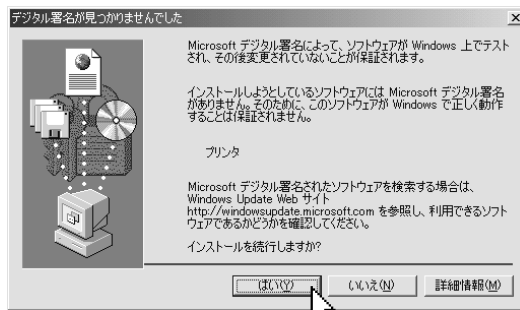 デジタル署名が見つかりませんでした
Microsoft デジタル署名によって、ソフトウェアが Windows 上でテスト
され、その後変更されていないことが保証されます。
インストールしようとしているソフトウェアには Microsoft デジタル署名
がありません。そのために、このソフトウェアが Windows で正しく動作
することは保証されません。
プリンタ
Microsoft デジタル署名されたソフトウェアを検索する場合は、
Windows Update Web サイト
http://windowsupdate.microsoft.com を参照し、利用できるソフト
ウェアであるかどうかを確認してください。
インストールを続行しますか?
はい(Y) いいえ(N) 詳細情報(M)